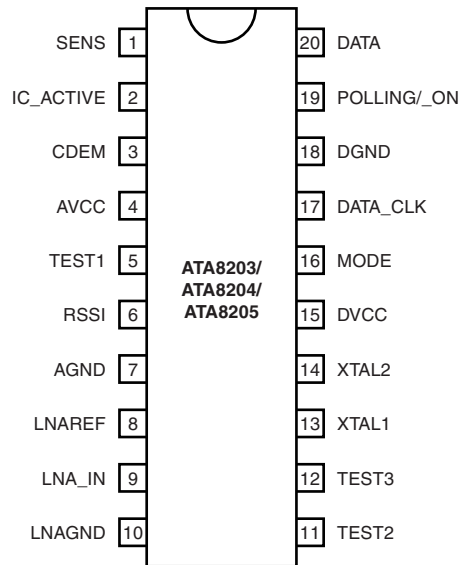 SENS 1
IC_ACTIVE 2
CDEM 3
AVCC 4
TEST1 5
RSSI 6
AGND 7
LNAREF 8
LNA_IN 9
LNAGND 10
ATA8203/
ATA8204/
ATA8205
20 DATA
19 POLLING/_ON
18 DGND
17 DATA_CLK
16 MODE
15 DVCC
14 XTAL2
13 XTAL1
12 TEST3
11 TEST2